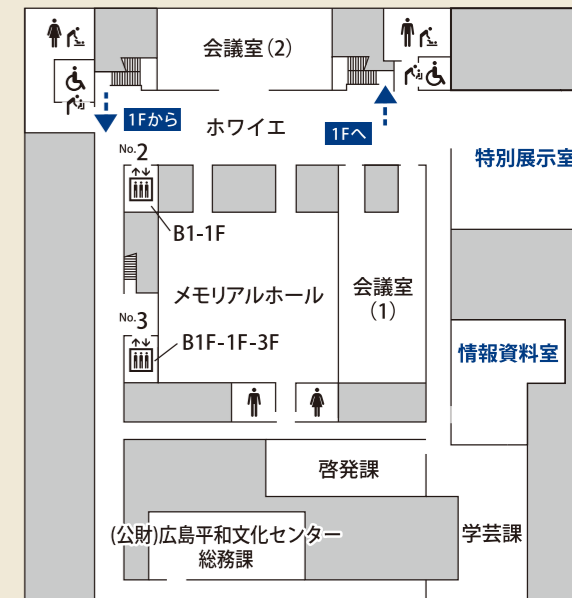 会議室(2)
1Fから
ホワイエ
1Fへ
No.2
特別展示室
B1-1F
メモリアルホール
会議室
(1)
No.3
B1F-1F-3F
情報資料室
啓発課
(公財)広島平和文化センター
総務課
学芸課